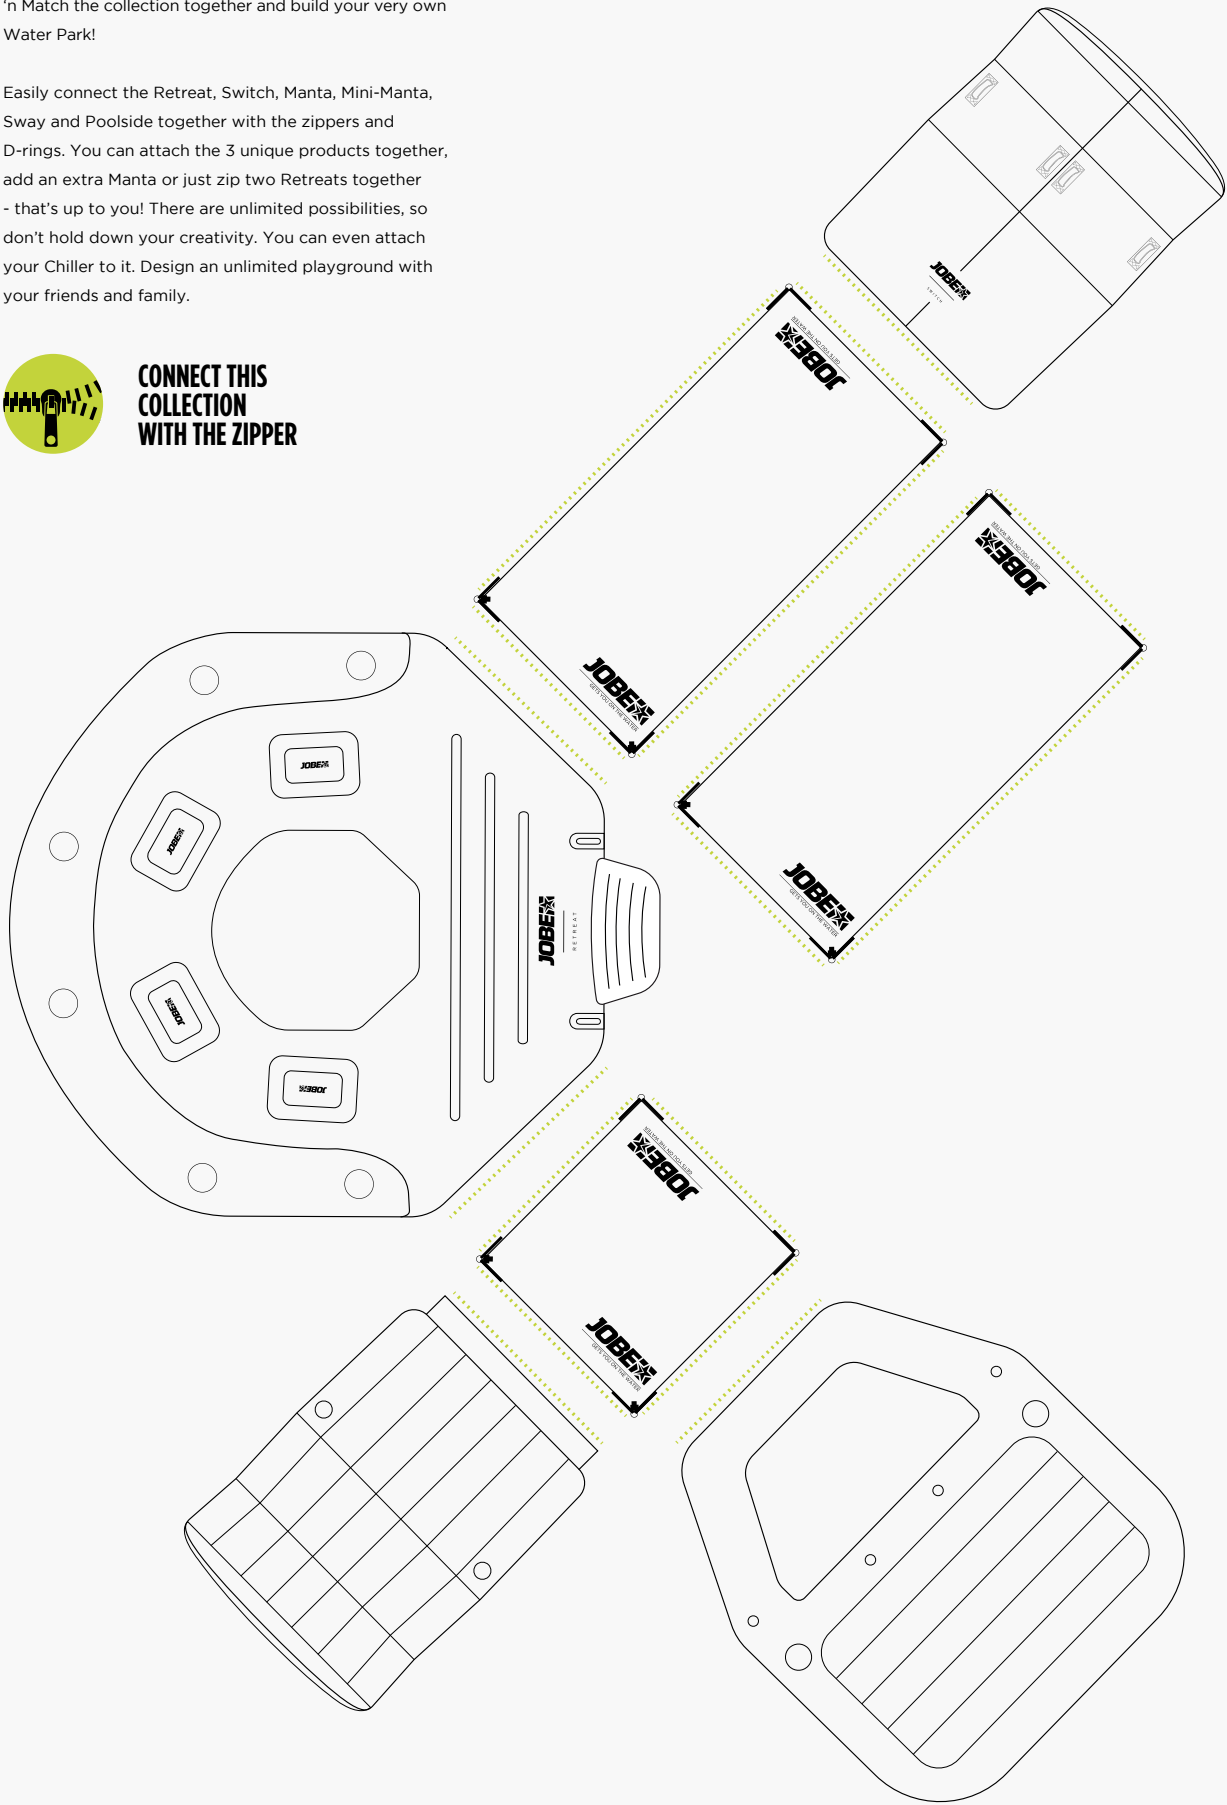 'n Match the collection together and build your very own
Water Park!
Easily connect the Retreat, Switch, Manta, Mini-Manta,
Sway and Poolside together with the zippers and
D-rings. You can attach the 3 unique products together,
add an extra Manta or just zip two Retreats together
- that’s up to you! There are unlimited possibilities, so
don’t hold down your creativity. You can even attach
your Chiller to it. Design an unlimited playground with
your friends and family.
CONNECT THIS
COLLECTION
WITH THE ZIPPER
JOBE
SWITCH
JOBE
GETS YOU ON THE WATER
JOBE
GETS YOU ON THE WATER
JOBE
GETS YOU ON THE WATER
JOBE
GETS YOU ON THE WATER
JOBE
JOBE
JOBE
JOBE
JOBE
RETREAT
JOBE
GETS YOU ON THE WATER
JOBE
GETS YOU ON THE WATER